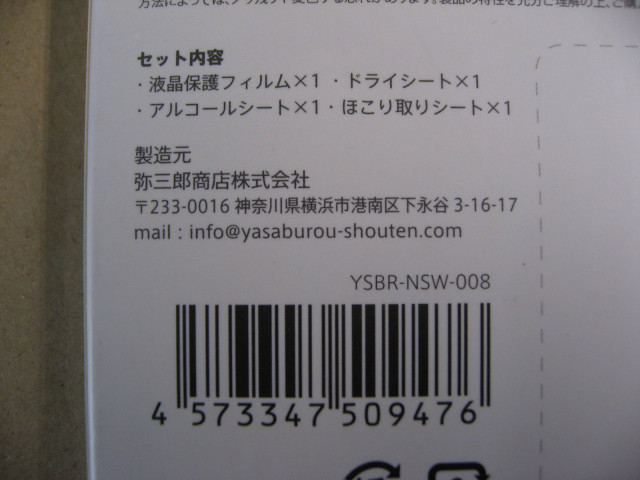 セット内容
・液晶保護フィルム×1 ・ドライシート×1
・アルコールシート×1・ほこり取りシート×1
製造元
弥三郎商店株式会社
〒233-0016 神奈川県横浜市港南区下永谷 3-16-17
mail : info@yasaburou-shouten.com
YSBR-NSW-008
4 573347 509476